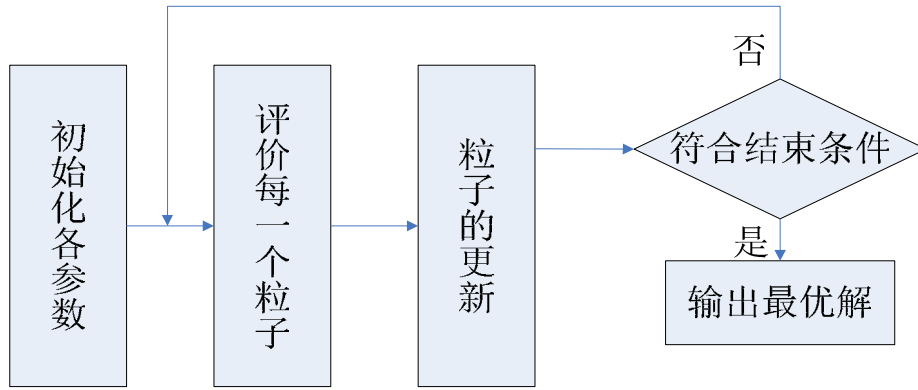 初始化各参数
评价每一个粒子
粒子的更新
否
符合结束条件
是
输出最优解